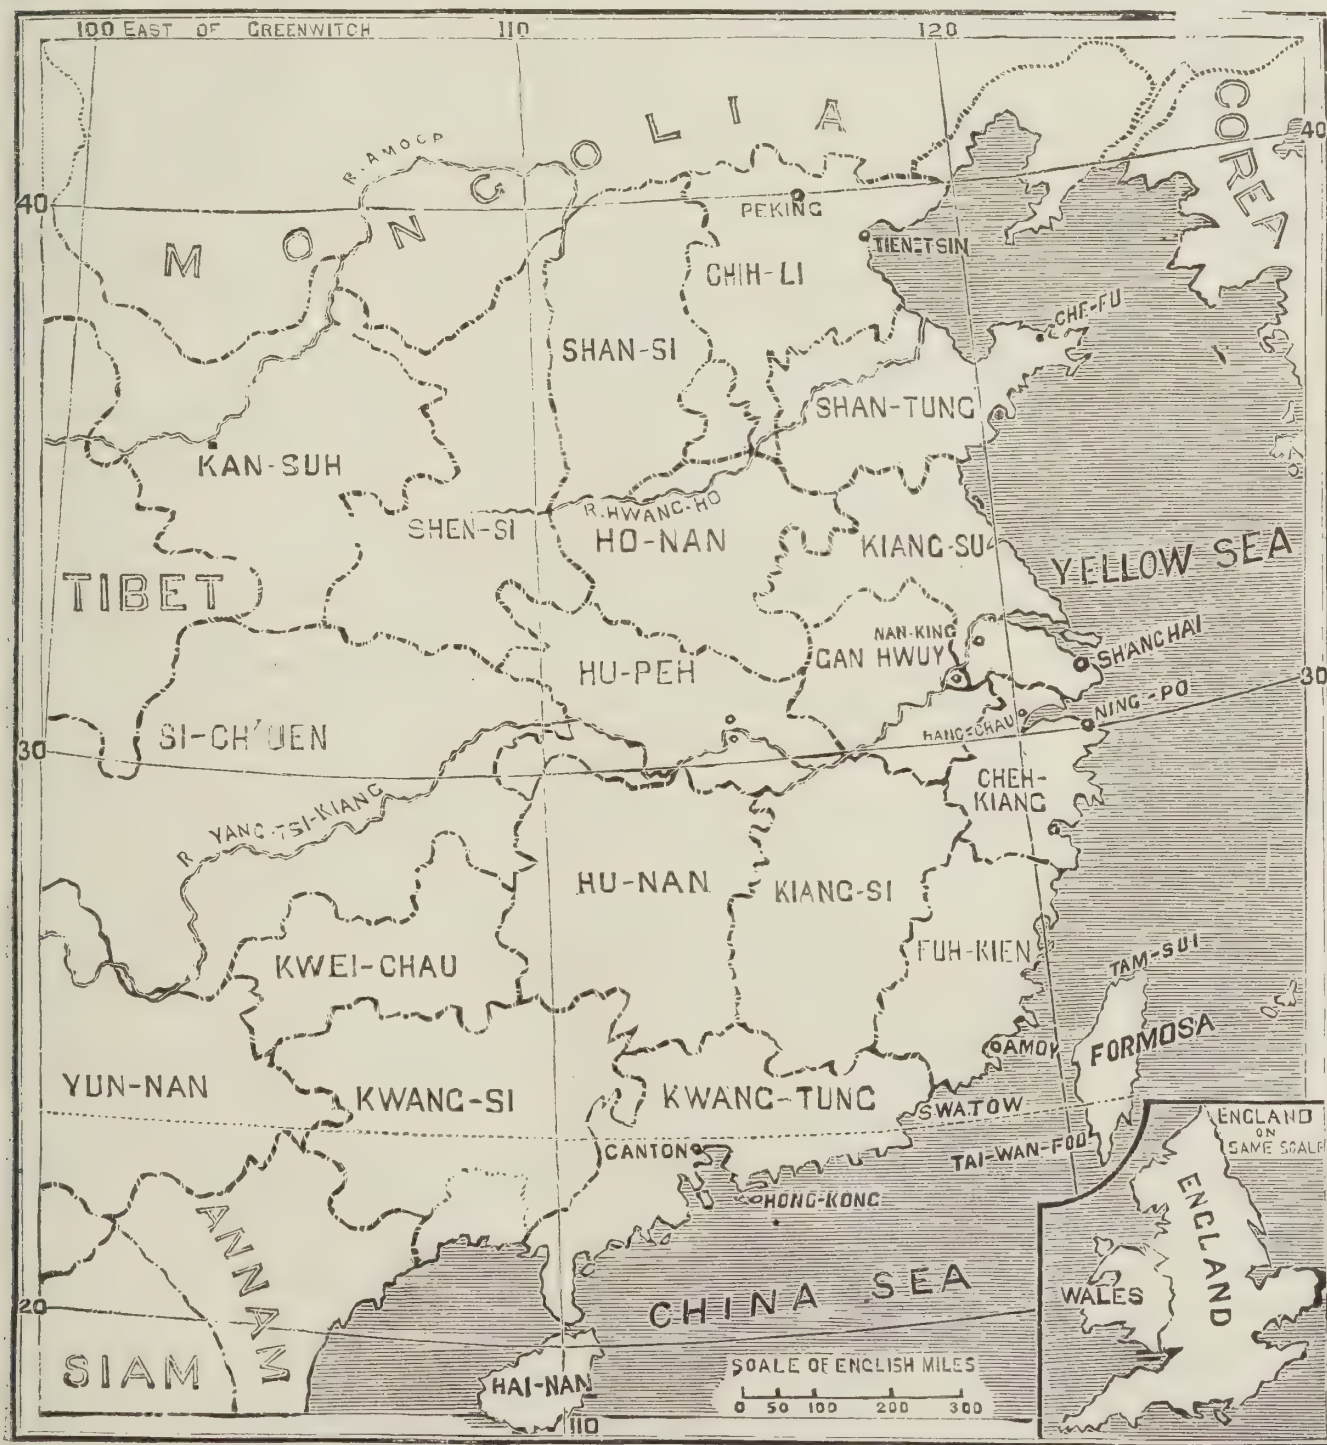 100 EAST OF GREENWITCH
110
120
MONGOLIA
COREA
40
40
R. AMOCA
PEKING
TIEN=TSIN
CHIH-LI
CHE-FU
SHAN-SI
SHAN-TUNG
KAN-SUH
R. HWANG-HO
SHEN-SI
HO-NAN
KIANG-SU
YELLOW SEA
TIBET
NAN-KING
GAN HWUY
SHANGHAI
HU-PEH
30
NING-PO
SI-CH'UEN
HANG=CHAU
30
CHEH-
KIANG
R. YANG-TSI-KIANG
HU-NAN
KIANG-SI
FUH-KIEN
KWEI-CHAU
TAM-SUI
FORMOSA
AMOY
YUN-NAN
KWANG-SI
KWANG-TUNG
SWATOW
CANTON
TAI-WAN-FOO
HONG-KONG
ANNAM
CHINA SEA
20
SIAM
HAI-NAN
SCALE OF ENGLISH MILES
0 50 100 200 300
110
ENGLAND
ON
SAME SCALE
ENGLAND
WALES